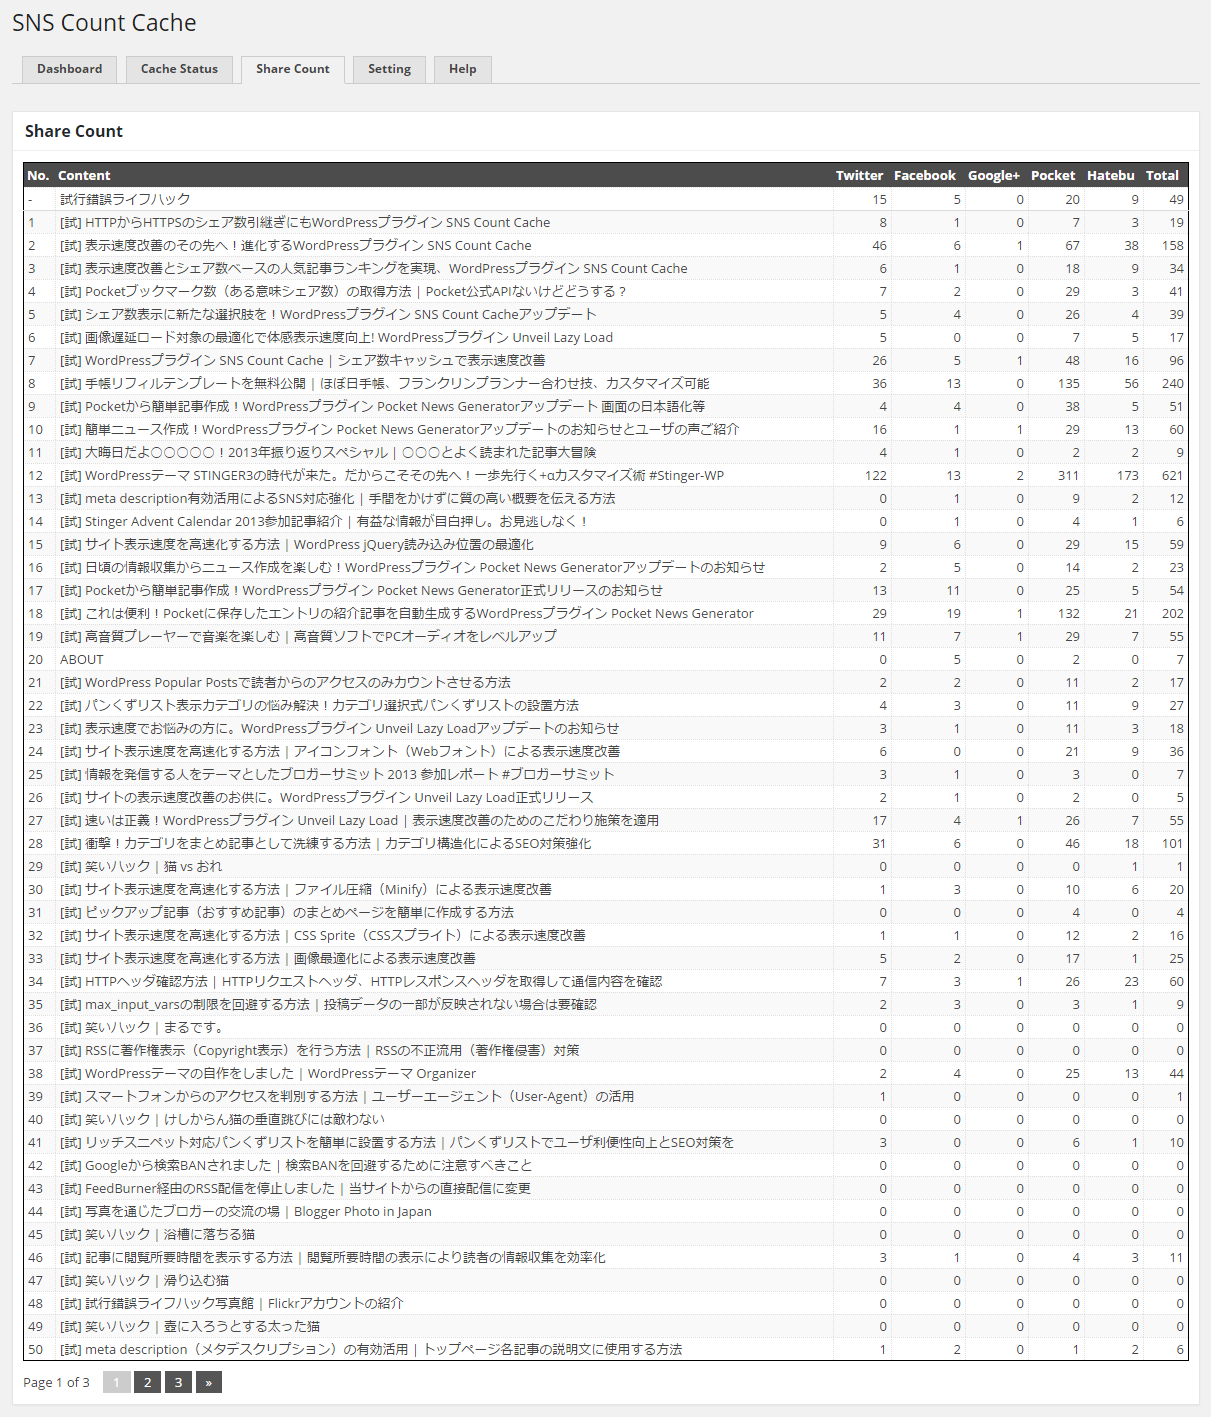 SNS Count Cache
Dashboard Cache Status Share Count Setting Help
Share Count
No. Content Twitter Facebook Google+ Pocket Hatebu Total
- 試行錯誤ライフハック 15 5 0 20 9 49
1 [試] HTTPからHTTPSのシェア数引継ぎにもWordPressプラグイン SNS Count Cache 8 1 0 7 3 19
2 [試] 表示速度改善のその先へ！進化するWordPressプラグイン SNS Count Cache 46 6 1 67 38 158
3 [試] 表示速度改善とシェア数ベースの人気記事ランキングを実現、WordPressプラグイン SNS Count Cache 6 1 0 18 9 34
4 [試] Pocketブックマーク数（ある意味シェア数）の取得方法 | Pocket公式APIないけどどうする？ 7 2 0 29 3 41
5 [試] シェア数表示に新たな選択肢を！WordPressプラグイン SNS Count Cacheアップデート 5 4 0 26 4 39
6 [試] 画像遅延ロード対象の最適化で体感表示速度向上! WordPressプラグイン Unveil Lazy Load 5 0 0 7 5 17
7 [試] WordPressプラグイン SNS Count Cache | シェア数キャッシュで表示速度改善 26 5 1 48 16 96
8 [試] 手帳リフィルテンプレートを無料公開 | ほぼ日手帳、フランクリンプランナー合わせ技、カスタマイズ可能 36 13 0 135 56 240
9 [試] Pocketから簡単記事作成！WordPressプラグイン Pocket News Generatorアップデート 画面の日本語化等 4 4 0 38 5 51
10 [試] 簡単ニュース作成！WordPressプラグイン Pocket News Generatorアップデートのお知らせとユーザの声ご紹介 16 1 1 29 13 60
11 [試] 大晦日だよ○○○○○！2013年振り返りスペシャル | ○○○とよく読まれた記事大冒険 4 1 0 2 2 9
12 [試] WordPressテーマ STINGER3の時代が来た。だからこそその先へ！一歩先行く+αカスタマイズ術 #Stinger-WP 122 13 2 311 173 621
13 [試] meta description有効活用によるSNS対応強化 | 手間をかけずに質の高い概要を伝える方法 0 1 0 9 2 12
14 [試] Stinger Advent Calendar 2013参加記事紹介 | 有益な情報が目白押し。お見逃しなく！ 0 1 0 4 1 6
15 [試] サイト表示速度を高速化する方法 | WordPress jQuery読み込み位置の最適化 9 6 0 29 15 59
16 [試] 日頃の情報収集からニュース作成を楽しむ！WordPressプラグイン Pocket News Generatorアップデートのお知らせ 2 5 0 14 2 23
17 [試] Pocketから簡単記事作成！WordPressプラグイン Pocket News Generator正式リリースのお知らせ 13 11 0 25 5 54
18 [試] これは便利！Pocketに保存したエントリの紹介記事を自動生成するWordPressプラグイン Pocket News Generator 29 19 1 132 21 202
19 [試] 高音質プレーヤーで音楽を楽しむ | 高音質ソフトでPCオーディオをレベルアップ 11 7 1 29 7 55
20 ABOUT 0 5 0 2 0 7
21 [試] WordPress Popular Postsで読者からのアクセスのみカウントさせる方法 2 2 0 11 2 17
22 [試] パンくずリスト表示カテゴリの悩み解決！カテゴリ選択式パンくずリストの設置方法 4 3 0 11 9 27
23 [試] 表示速度でお悩みの方に。WordPressプラグイン Unveil Lazy Loadアップデートのお知らせ 3 1 0 11 3 18
24 [試] サイト表示速度を高速化する方法 | アイコンフォント（Webフォント）による表示速度改善 6 0 0 21 9 36
25 [試] 情報を発信する人をテーマとしたブロガーサミット 2013 参加レポート #ブロガーサミット 3 1 0 3 0 7
26 [試] サイトの表示速度改善のお供に。WordPressプラグイン Unveil Lazy Load正式リリース 2 1 0 2 0 5
27 [試] 速いは正義！WordPressプラグイン Unveil Lazy Load | 表示速度改善のためのこだわり施策を適用 17 4 1 26 7 55
28 [試] 衝撃！カテゴリをまとめ記事として洗練する方法 | カテゴリ構造化によるSEO対策強化 31 6 0 46 18 101
29 [試] 笑いハック | 猫 vs おれ 0 0 0 0 1 1
30 [試] サイト表示速度を高速化する方法 | ファイル圧縮（Minify）による表示速度改善 1 3 0 10 6 20
31 [試] ピックアップ記事（おすすめ記事）のまとめページを簡単に作成する方法 0 0 0 4 0 4
32 [試] サイト表示速度を高速化する方法 | CSS Sprite（CSSスプライト）による表示速度改善 1 1 0 12 2 16
33 [試] サイト表示速度を高速化する方法 | 画像最適化による表示速度改善 5 2 0 17 1 25
34 [試] HTTPヘッダ確認方法 | HTTPリクエストヘッダ、HTTPレスポンスヘッダを取得して通信内容を確認 7 3 1 26 23 60
35 [試] max_input_varsの制限を回避する方法 | 投稿データの一部が反映されない場合は要確認 2 3 0 3 1 9
36 [試] 笑いハック | まるです。 0 0 0 0 0 0
37 [試] RSSに著作権表示（Copyright表示）を行う方法 | RSSの不正流用（著作権侵害）対策 0 0 0 0 0 0
38 [試] WordPressテーマの自作をしました | WordPressテーマ Organizer 2 4 0 25 13 44
39 [試] スマートフォンからのアクセスを判別する方法 | ユーザーエージェント（User-Agent）の活用 1 0 0 0 0 1
40 [試] 笑いハック | けしからん猫の垂直跳びには敵わない 0 0 0 0 0 0
41 [試] リッチスニペット対応パンくずリストを簡単に設置する方法 | パンくずリストでユーザ利便性向上とSEO対策を 3 0 0 6 1 10
42 [試] Googleから検索BANされました | 検索BANを回避するために注意すべきこと 0 0 0 0 0 0
43 [試] FeedBurner経由のRSS配信を停止しました | 当サイトからの直接配信に変更 0 0 0 0 0 0
44 [試] 写真を通じたブロガーの交流の場 | Blogger Photo in Japan 0 0 0 0 0 0
45 [試] 笑いハック | 浴槽に落ちる猫 0 0 0 0 0 0
46 [試] 記事に閲覧所要時間を表示する方法 | 閲覧所要時間の表示により読者の情報収集を効率化 3 1 0 4 3 11
47 [試] 笑いハック | 滑り込む猫 0 0 0 0 0 0
48 [試] 試行錯誤ライフハック写真館 | Flickrアカウントの紹介 0 0 0 0 0 0
49 [試] 笑いハック | 壺に入ろうとする太った猫 0 0 0 0 0 0
50 [試] meta description（メタデスクリプション）の有効活用 | トップページ各記事の説明文に使用する方法 1 2 0 1 2 6
Page 1 of 3 1 2 3 »